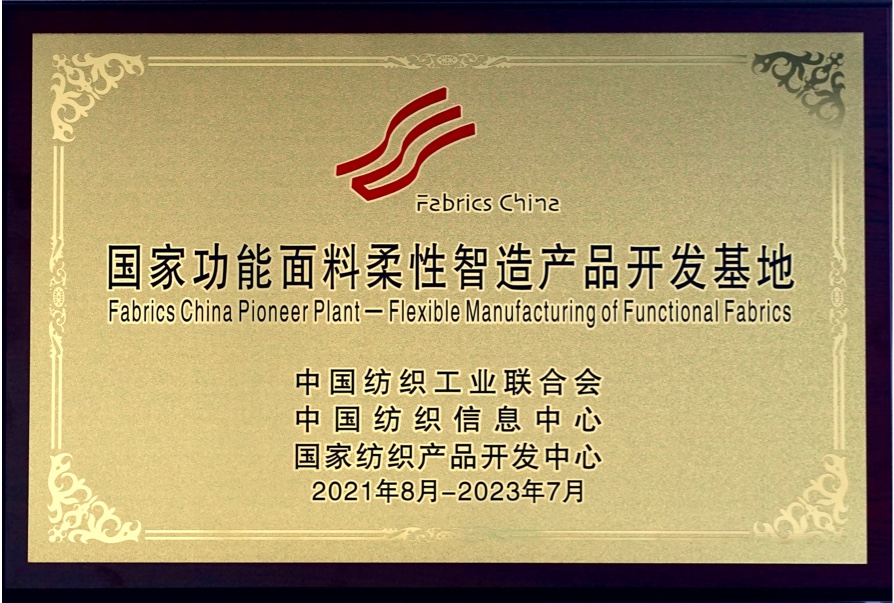 Fabrics China
国家功能面料柔性智造产品开发基地
Fabrics China Pioneer Plant — Flexible Manufacturing of Functional Fabrics
中国纺织工业联合会
中国纺织信息中心
国家纺织产品开发中心
2021年8月-2023年7月